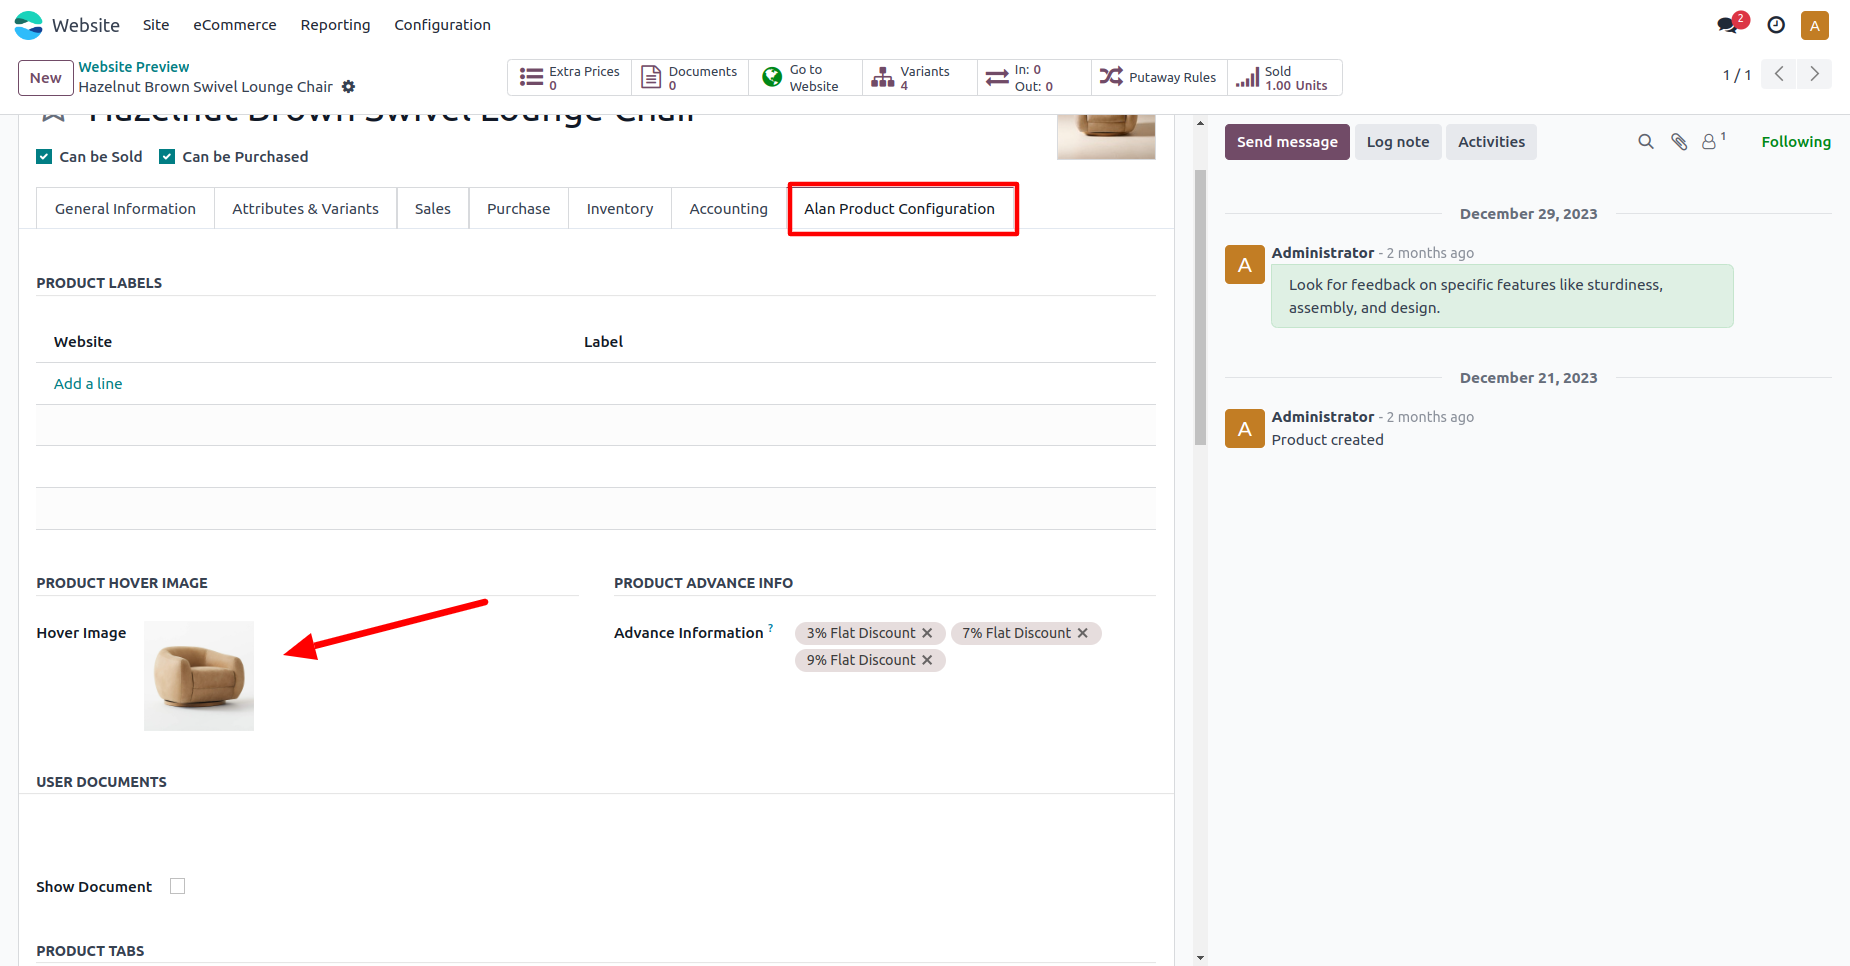 Website Site eCommerce Reporting Configuration 2 A
New Website Preview
Hazelnut Brown Swivel Lounge Chair
Extra Prices
0
Documents
0
Go to
Website
Variants
4
In: 0
Out: 0
Putaway Rules
Sold
1.00 Units
1 / 1
Hazelnut Brown Swivel Lounge Chair
Can be Sold Can be Purchased
General Information Attributes & Variants Sales Purchase Inventory Accounting Alan Product Configuration
PRODUCT LABELS
Website Label
Add a line
PRODUCT HOVER IMAGE
Hover Image
PRODUCT ADVANCE INFO
Advance Information ? 3% Flat Discount 7% Flat Discount
9% Flat Discount
USER DOCUMENTS
Show Document
PRODUCT TABS
Send message Log note Activities 1 Following
December 29, 2023
A Administrator - 2 months ago
Look for feedback on specific features like sturdiness,
assembly, and design.
December 21, 2023
A Administrator - 2 months ago
Product created